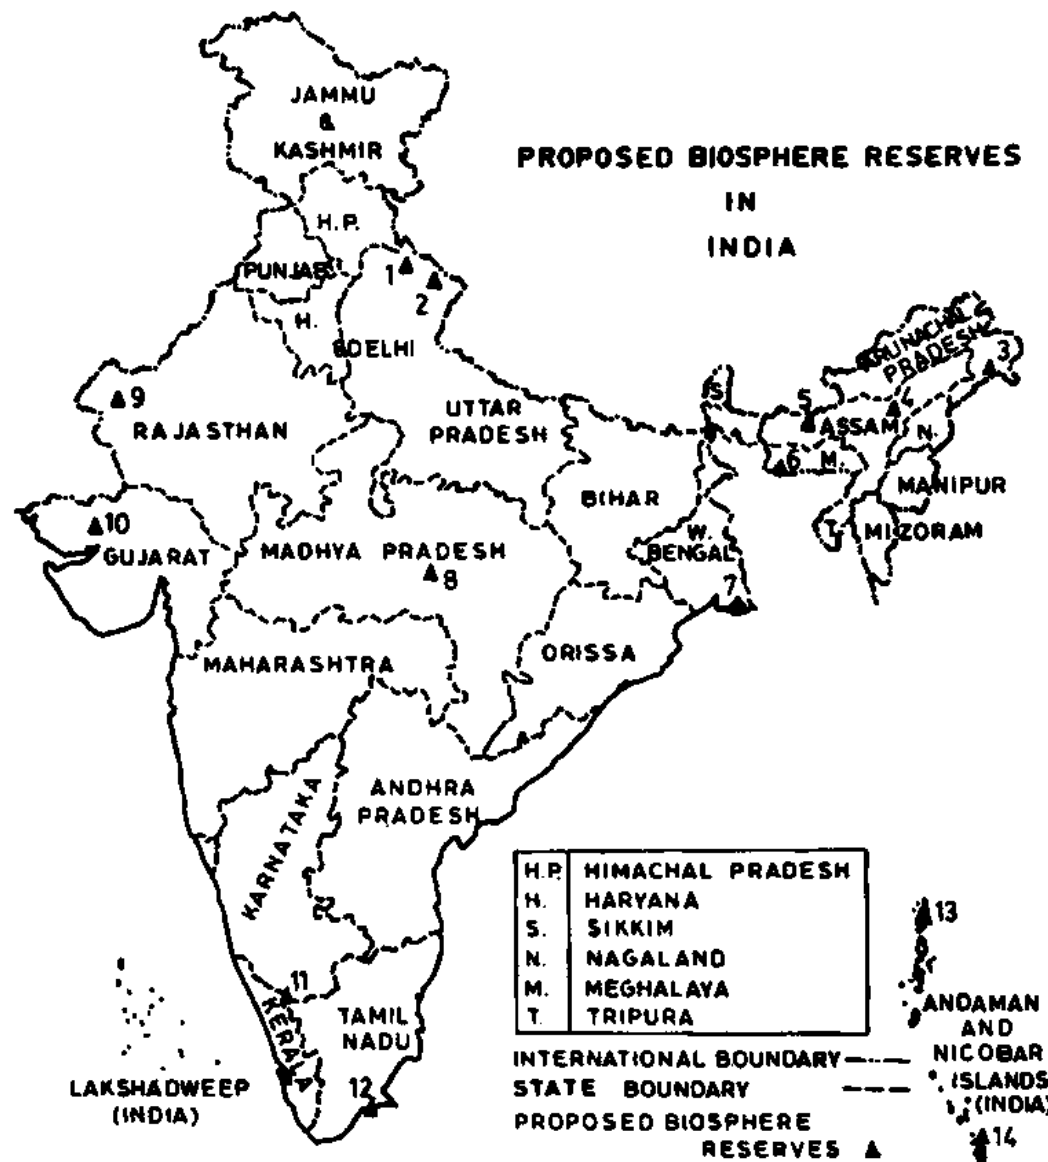 PROPOSED BIOSPHERE RESERVES
IN
INDIA
JAMMU
&
KASHMIR
H.P.
PUNJAB
H.
DELHI
1
2
9
RAJASTHAN
UTTAR
PRADESH
S
ARUNACHAL
PRADESH
3
5
ASSAM
N.
6
M.
MANIPUR
T.
MIZORAM
BIHAR
W.
BENGAL
7
10
GUJARAT
MADHYA PRADESH
8
ORISSA
MAHARASHTRA
ANDHRA
PRADESH
KARNATAKA
11
KERALA
TAMIL
NADU
12
LAKSHADWEEP
(INDIA)
H.P. HIMACHAL PRADESH
H. HARYANA
S. SIKKIM
N. NAGALAND
M. MEGHALAYA
T. TRIPURA
INTERNATIONAL BOUNDARY
STATE BOUNDARY
PROPOSED BIOSPHERE
RESERVES
13
ANDAMAN
AND
NICOBAR
ISLANDS
(INDIA)
14